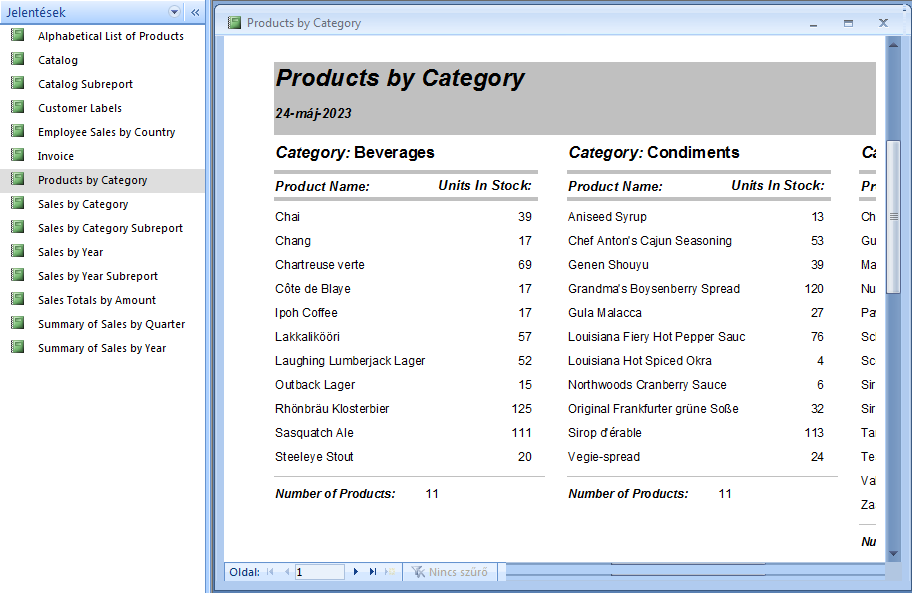 Jelentések
Alphabetical List of Products
Catalog
Catalog Subreport
Customer Labels
Employee Sales by Country
Invoice
Products by Category
Sales by Category
Sales by Category Subreport
Sales by Year
Sales by Year Subreport
Sales Totals by Amount
Summary of Sales by Quarter
Summary of Sales by Year
Products by Category
Products by Category
24-máj-2023
Category: Beverages
Product Name: Units In Stock:
Chai 39
Chang 17
Chartreuse verte 69
Côte de Blaye 17
Ipoh Coffee 17
Lakkalikööri 57
Laughing Lumberjack Lager 52
Outback Lager 15
Rhönbräu Klosterbier 125
Sasquatch Ale 111
Steeleye Stout 20
Number of Products: 11
Category: Condiments
Product Name: Units In Stock:
Aniseed Syrup 13
Chef Anton's Cajun Seasoning 53
Genen Shouyu 39
Grandma's Boysenberry Spread 120
Gula Malacca 27
Louisiana Fiery Hot Pepper Sauc 76
Louisiana Hot Spiced Okra 4
Northwoods Cranberry Sauce 6
Original Frankfurter grüne Soße 32
Sirop d'érable 113
Vegie-spread 24
Number of Products: 11
Ca
Pr
Ch
Gu
Ma
Nu
Pa
Sc
Sc
Sir
Sir
Ta
Te
Va
Za
Nu
Oldal: 1 Nincs szűrő